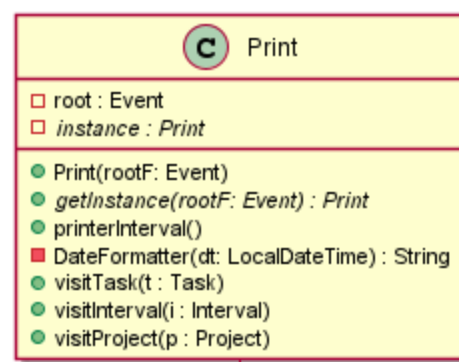 C Print
root : Event
instance : Print
Print(rootF: Event)
getInstance(rootF: Event) : Print
printerInterval()
DateFormatter(dt: LocalDateTime) : String
visitTask(t : Task)
visitInterval(i : Interval)
visitProject(p : Project)